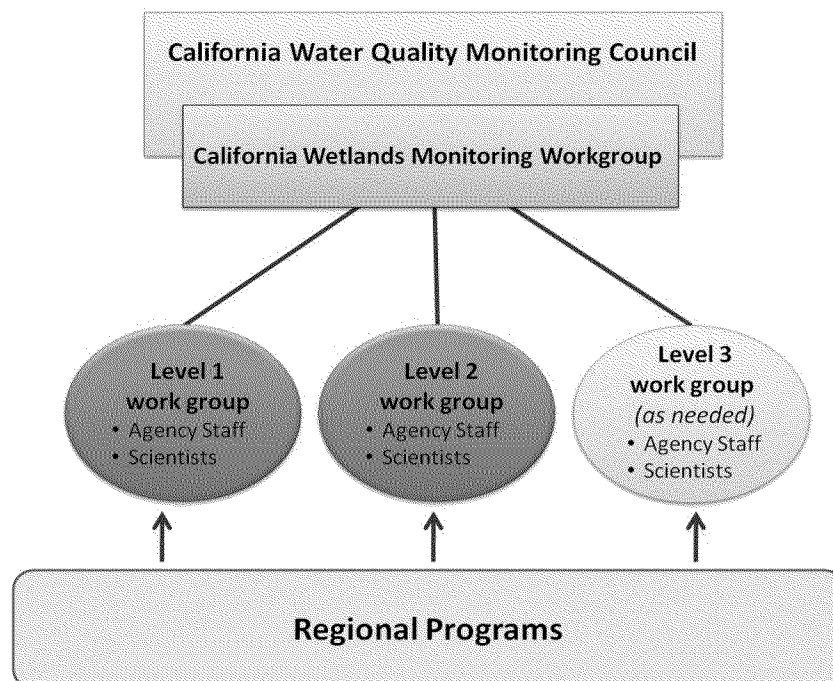 California Water Quality Monitoring Council
California Wetlands Monitoring Workgroup
Level 1
work group
• Agency Staff
• Scientists
Level 2
work group
• Agency Staff
• Scientists
Level 3
work group
(as needed)
• Agency Staff
• Scientists
Regional Programs